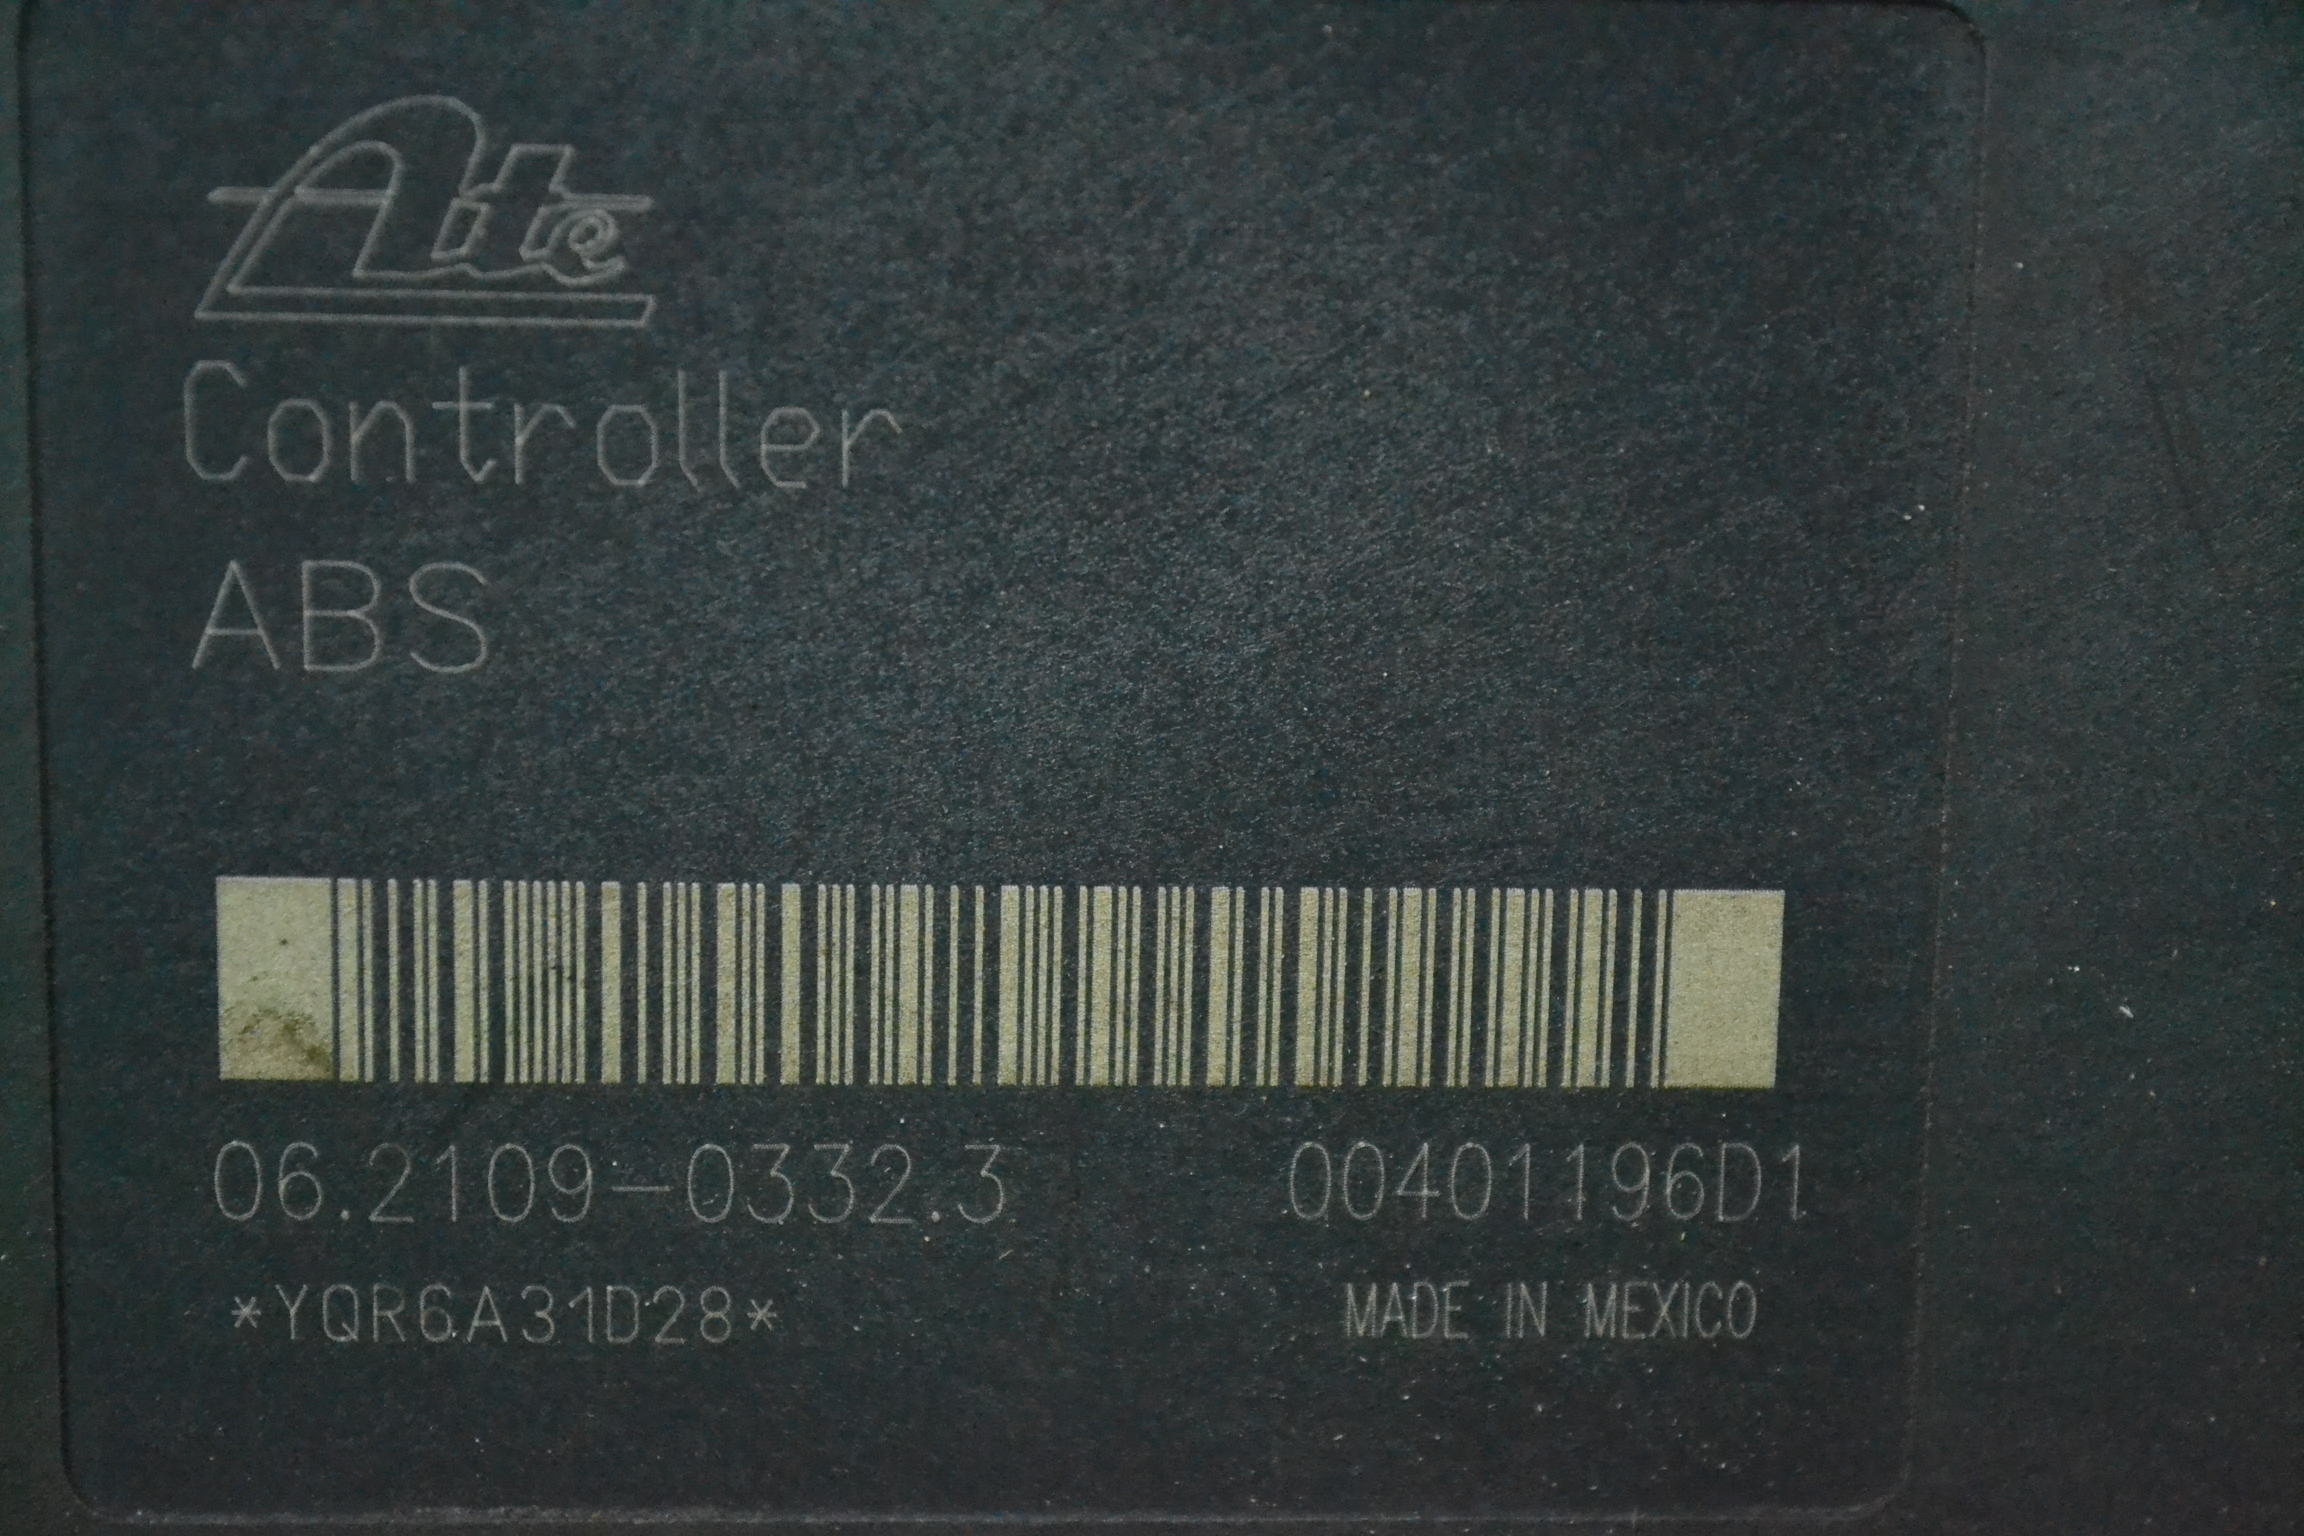 Ate
Controller
ABS
06.2109-0332.3 00401196D1
*YQR6A31D28* MADE IN MEXICO